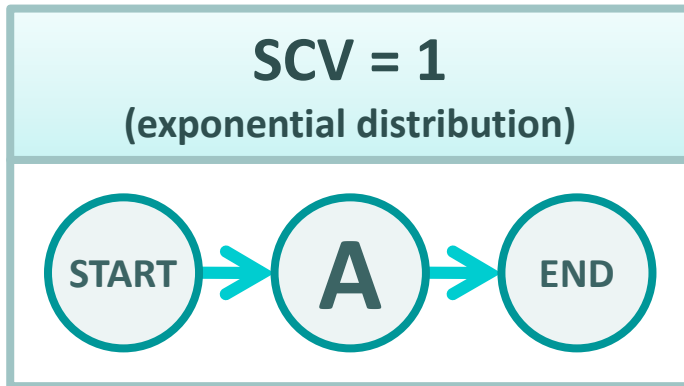 SCV = 1
(exponential distribution)
START
A
END